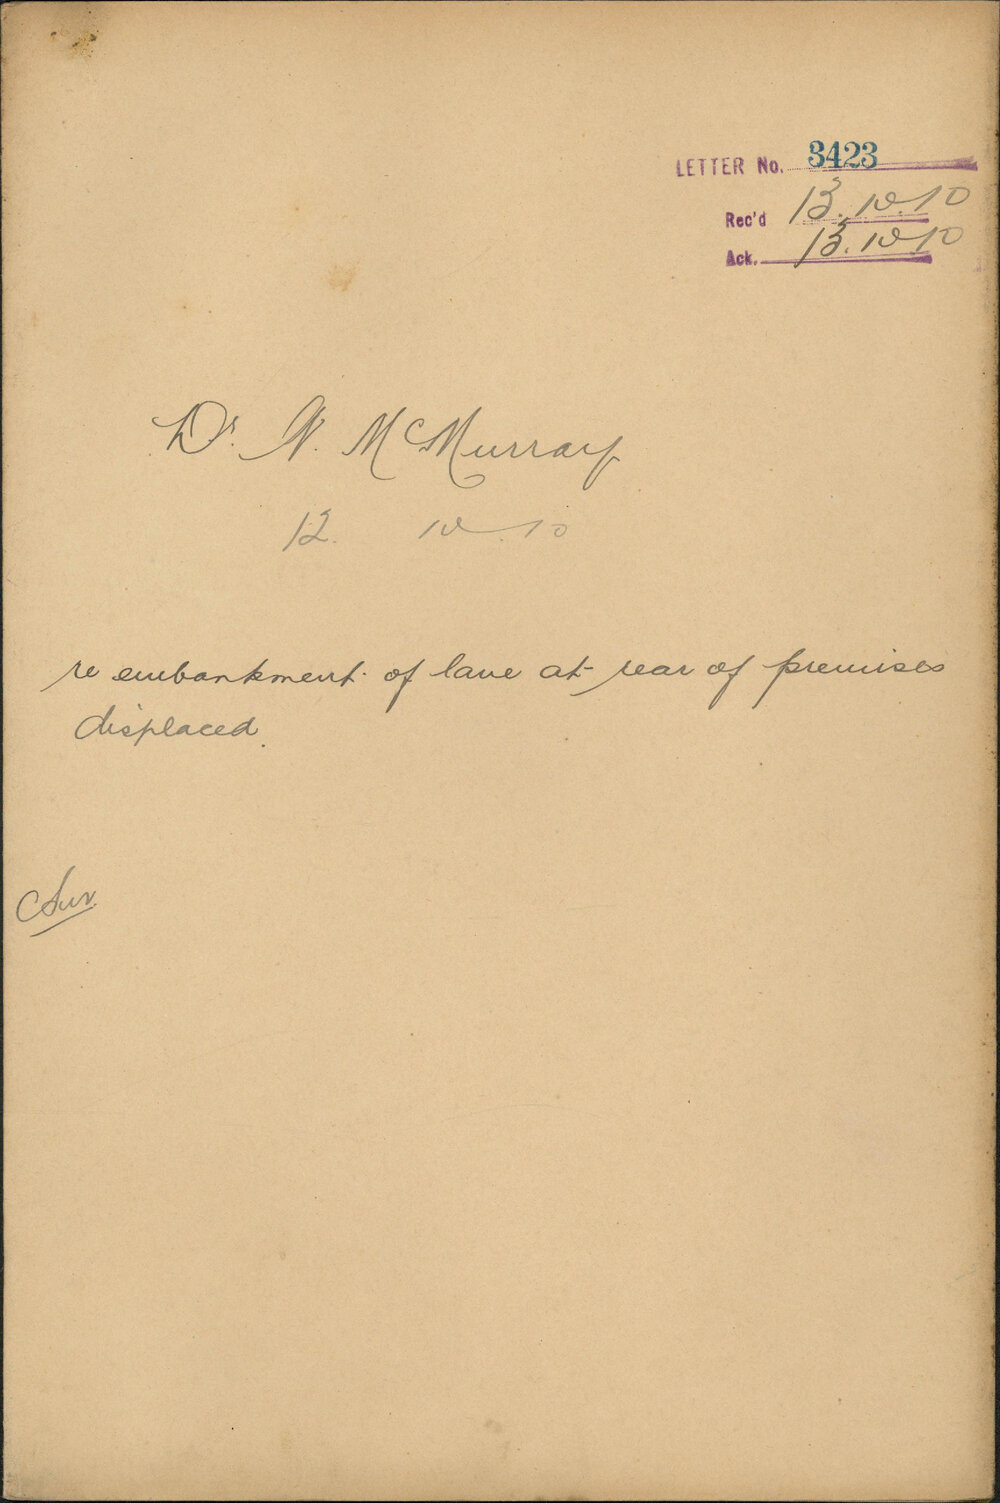 LETTER No. 3423
Rec'd 13.10.10
Ack. 13.10.10
Dr. W. McMurray
12. 10.10
re embankment of lane at rear of premises
displaced.
Sur.